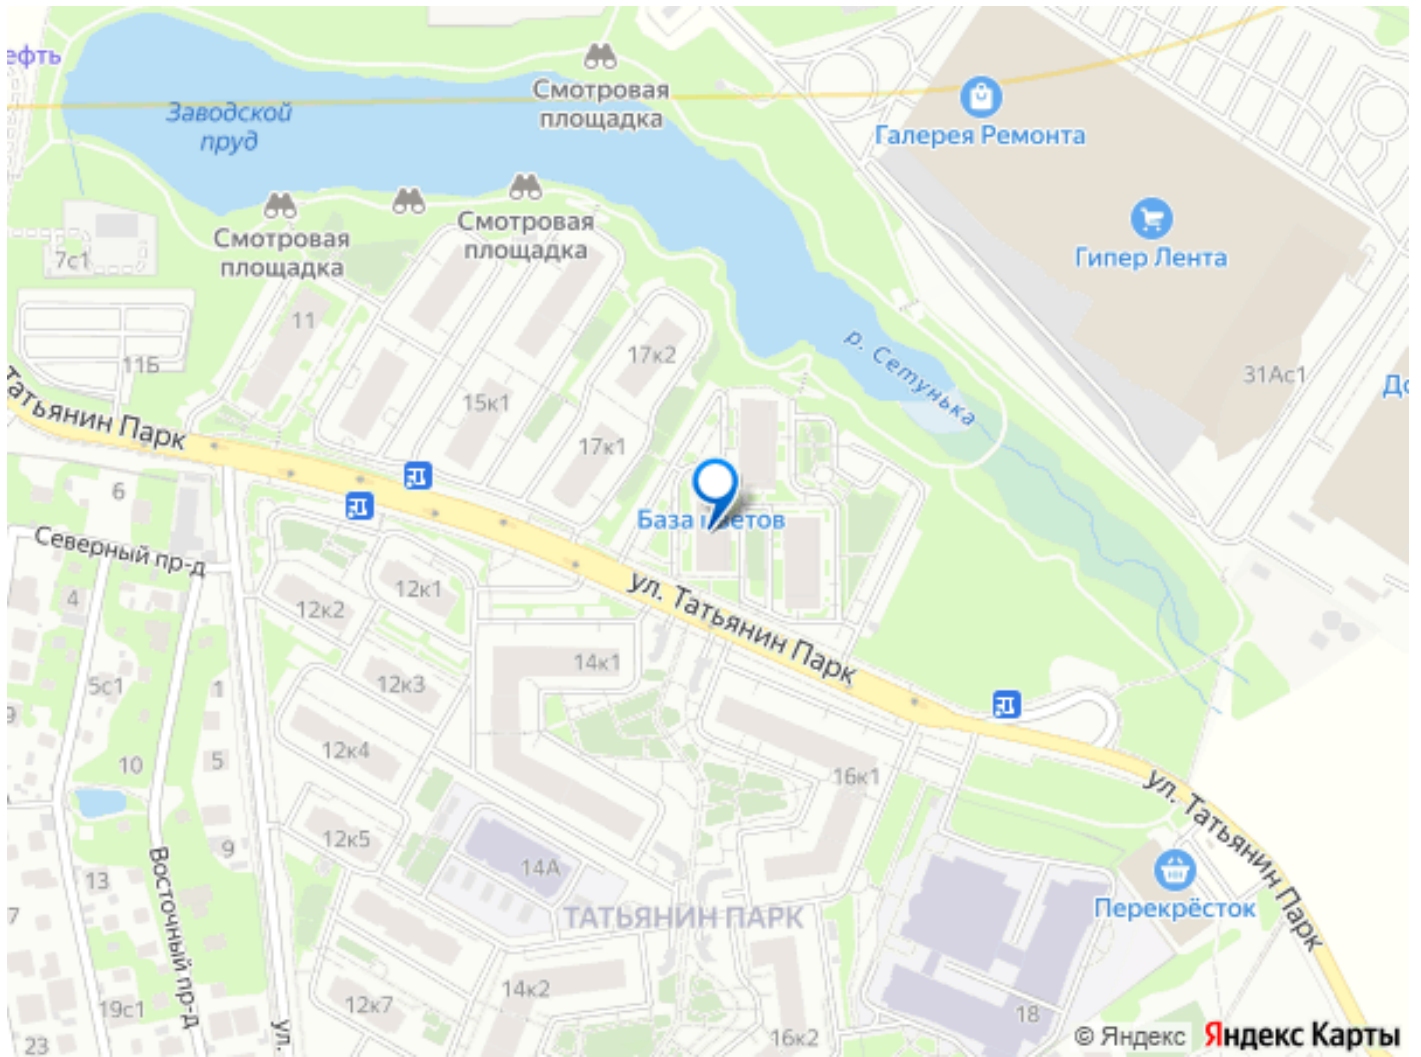 ефть
Смотровая
площадка
Заводской
пруд
Галерея Ремонта
Смотровая
площадка
Смотровая
площадка
Гипер Лента
7с1
11
11Б
17к2
р. Сетунька
31Ас1
До
Татьянин Парк
15к1
17к1
6
База цветов
Северный пр-д
ул. Татьянин Парк
4
12к2
12к1
14к1
5с1
1
12к3
9
12к4
10
5
16к1
ул. Татьянин Парк
12к5
9
14А
Восточный пр-д
13
7
ТАТЬЯНИН ПАРК
Перекрёсток
19с1
12к7
14к2
18
23
ул.
16к2
© Яндекс Яндекс Карты